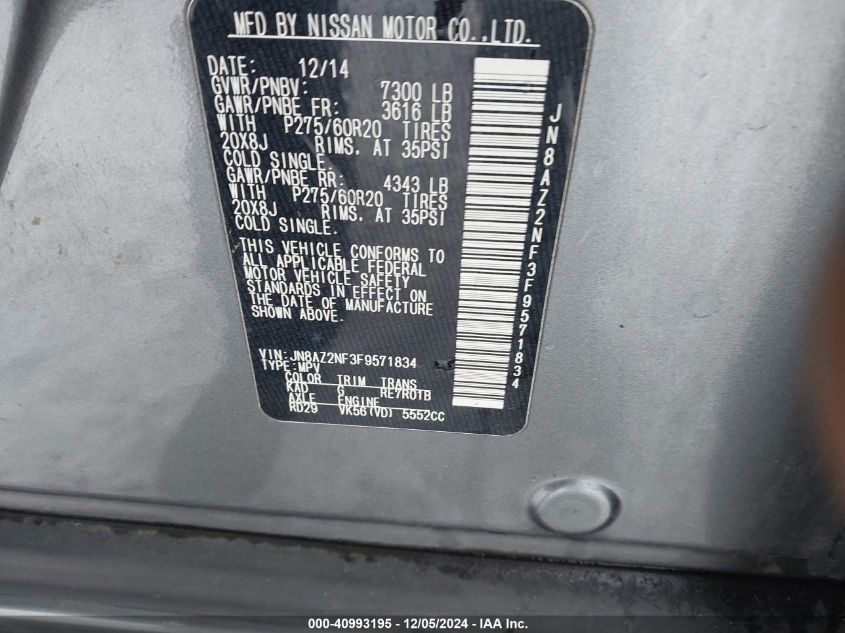 MFD BY NISSAN MOTOR CO.,LTD.
DATE: 12/14
GVWR/PNBV: 7300 LB
GAWR/PNBE FR: 3616 LB
WITH P275/60R20 TIRES
20X8J RIMS. AT 35PSI
COLD SINGLE.
GAWR/PNBE RR: 4343 LB
WITH P275/60R20 TIRES
20X8J RIMS. AT 35PSI
COLD SINGLE.
THIS VEHICLE CONFORMS TO
ALL APPLICABLE FEDERAL
MOTOR VEHICLE SAFETY
STANDARDS IN EFFECT ON
THE DATE OF MANUFACTURE
SHOWN ABOVE.
VIN:JN8AZ2NF3F9571834
TYPE:MPV
COLOR TRIM TRANS
KAD G RE7R01B
AXLE ENGINE
RD29 VK56(VD) 5552CC
JN8AZ2NF3F9571834
000-40993195 - 12/05/2024 - IAA Inc.